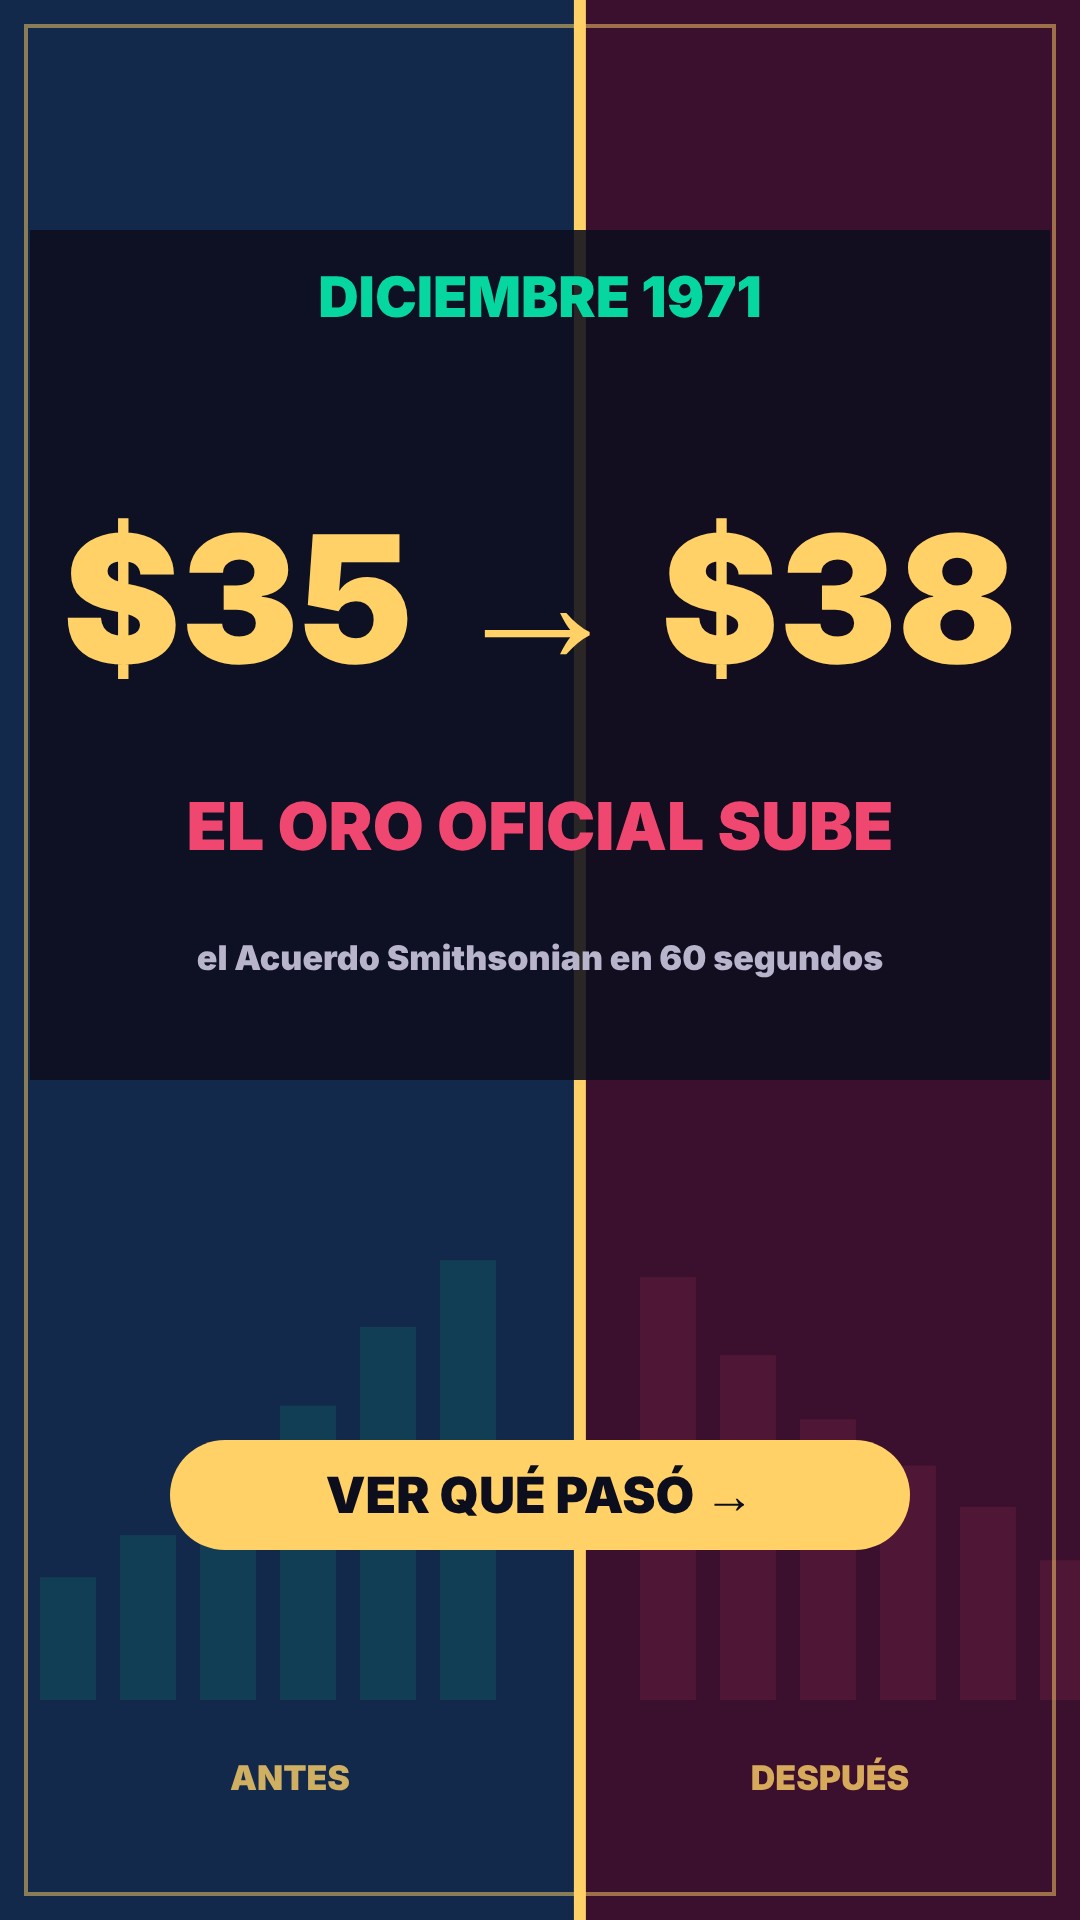 DICIEMBRE 1971
$35 → $38
EL ORO OFICIAL SUBE
el Acuerdo Smithsonian en 60 segundos
VER QUÉ PASÓ →
ANTES
DESPUÉS